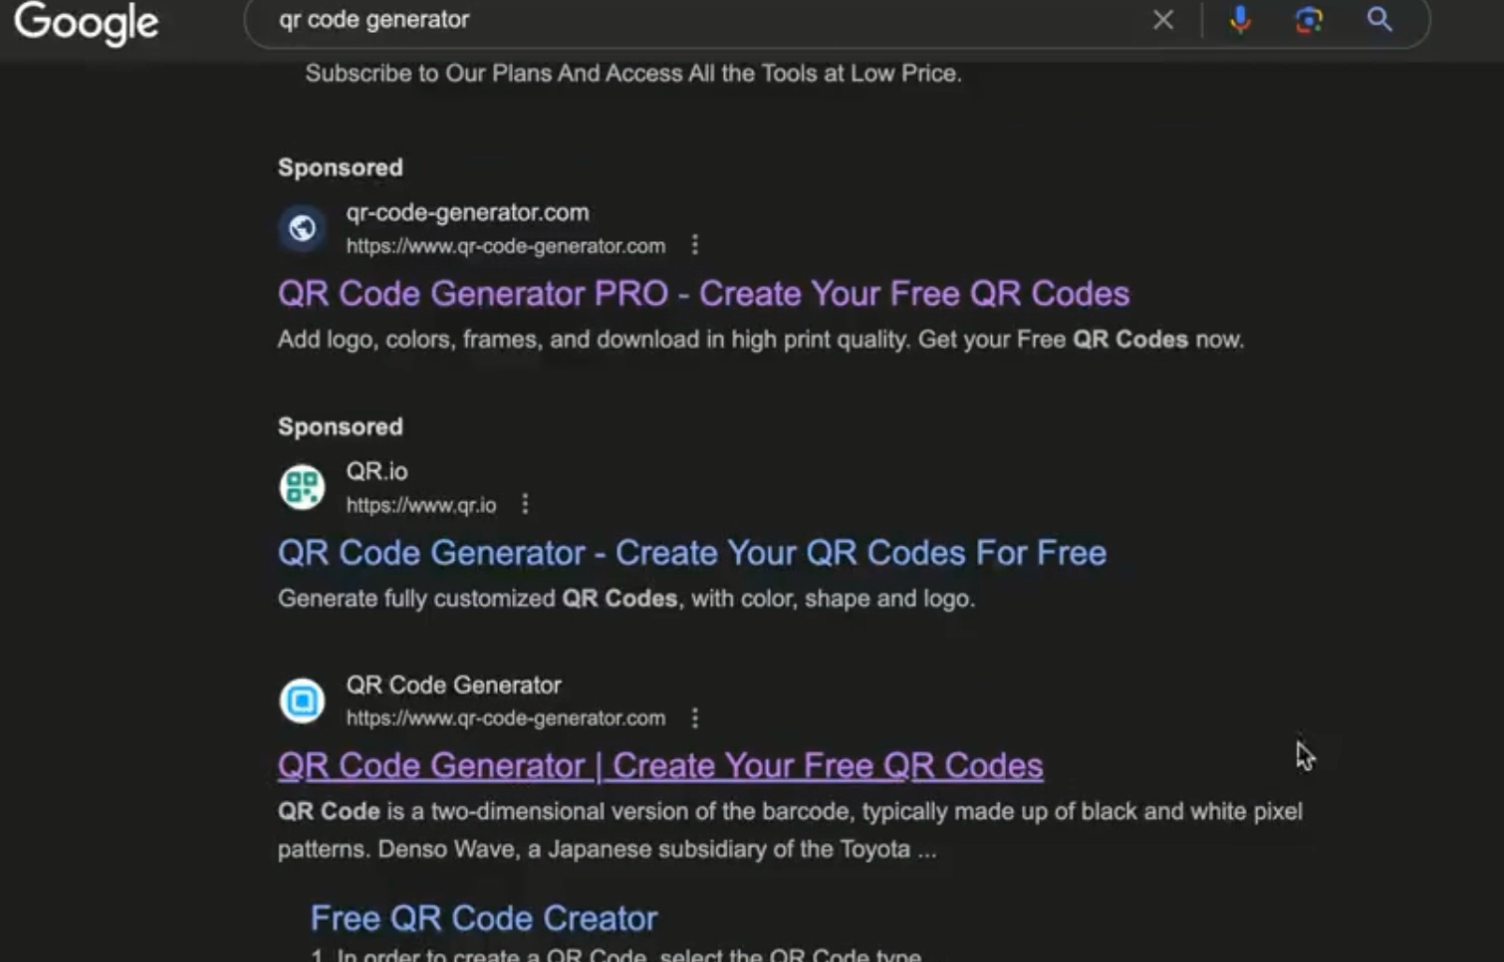 Google
qr code generator
Subscribe to Our Plans And Access All the Tools at Low Price.
Sponsored
qr-code-generator.com
https://www.qr-code-generator.com
QR Code Generator PRO - Create Your Free QR Codes
Add logo, colors, frames, and download in high print quality. Get your Free QR Codes now.
Sponsored
QR.io
https://www.qr.io
QR Code Generator - Create Your QR Codes For Free
Generate fully customized QR Codes, with color, shape and logo.
QR Code Generator
https://www.qr-code-generator.com
QR Code Generator | Create Your Free QR Codes
QR Code is a two-dimensional version of the barcode, typically made up of black and white pixel
patterns. Denso Wave, a Japanese subsidiary of the Toyota ...
Free QR Code Creator
1. In order to create a QR Code, select the QR Code type